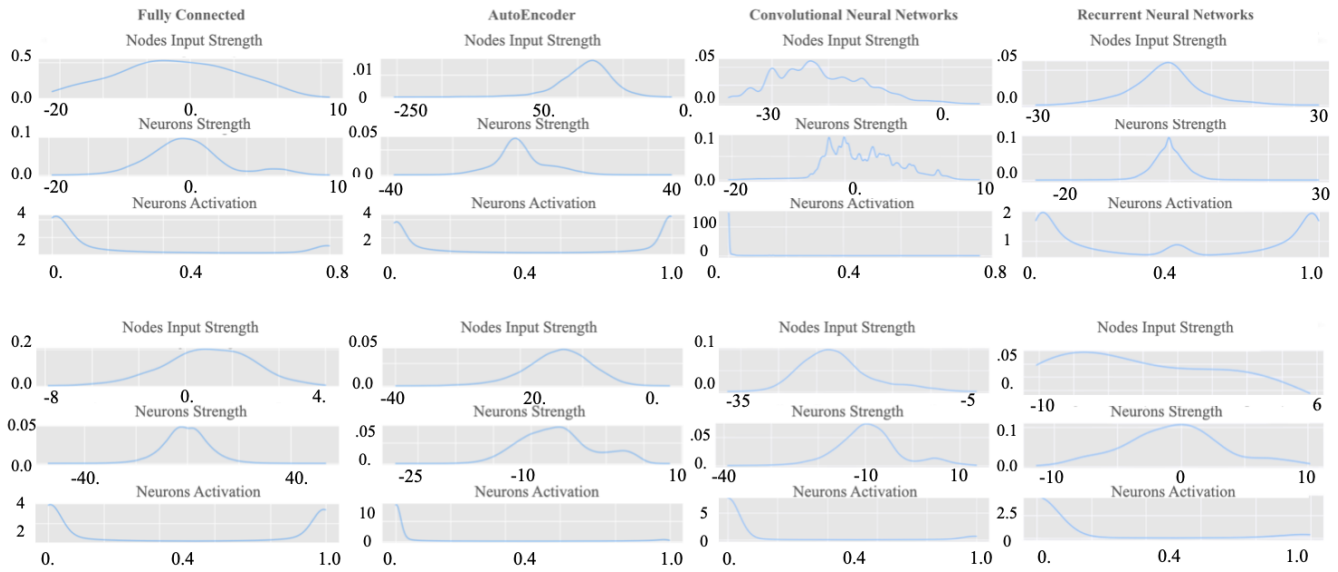 Fully Connected AutoEncoder Convolutional Neural Networks Recurrent Neural Networks
Nodes Input Strength Nodes Input Strength Nodes Input Strength Nodes Input Strength
0.5 .01 .05 .05
0.0 0 0.0 0.0
-20 0. 10 -250 50. 0. -30 0. -30 30
Neurons Strength Neurons Strength Neurons Strength Neurons Strength
0.1 0.05 0.1 0.1
0.0 0.0 0.0 0.0
-20 0. 10 -40 40 -20 0. 10 -20 30
Neurons Activation Neurons Activation Neurons Activation Neurons Activation
4 4 100 2
2 2 0 1
0. 0.4 0.8 0. 0.4 1.0 0. 0.4 0.8 0. 0.4 1.0
Nodes Input Strength Nodes Input Strength Nodes Input Strength Nodes Input Strength
0.2 0.05 0.1 .05
0.0 0.0 0.0 0.
-8 0. 4. -40 20. 0. -35 -5 -10 6
Neurons Strength Neurons Strength Neurons Strength Neurons Strength
0.05 .05 .05 0.1
0.0 0. 0. 0.0
-40. 40. -25 -10 10 -40 -10 10 -10 0 10
Neurons Activation Neurons Activation Neurons Activation Neurons Activation
4 10 5 2.5
2 0 0 0
0. 0.4 1.0 0. 0.4 1.0 0. 0.4 1.0 0. 0.4 1.0